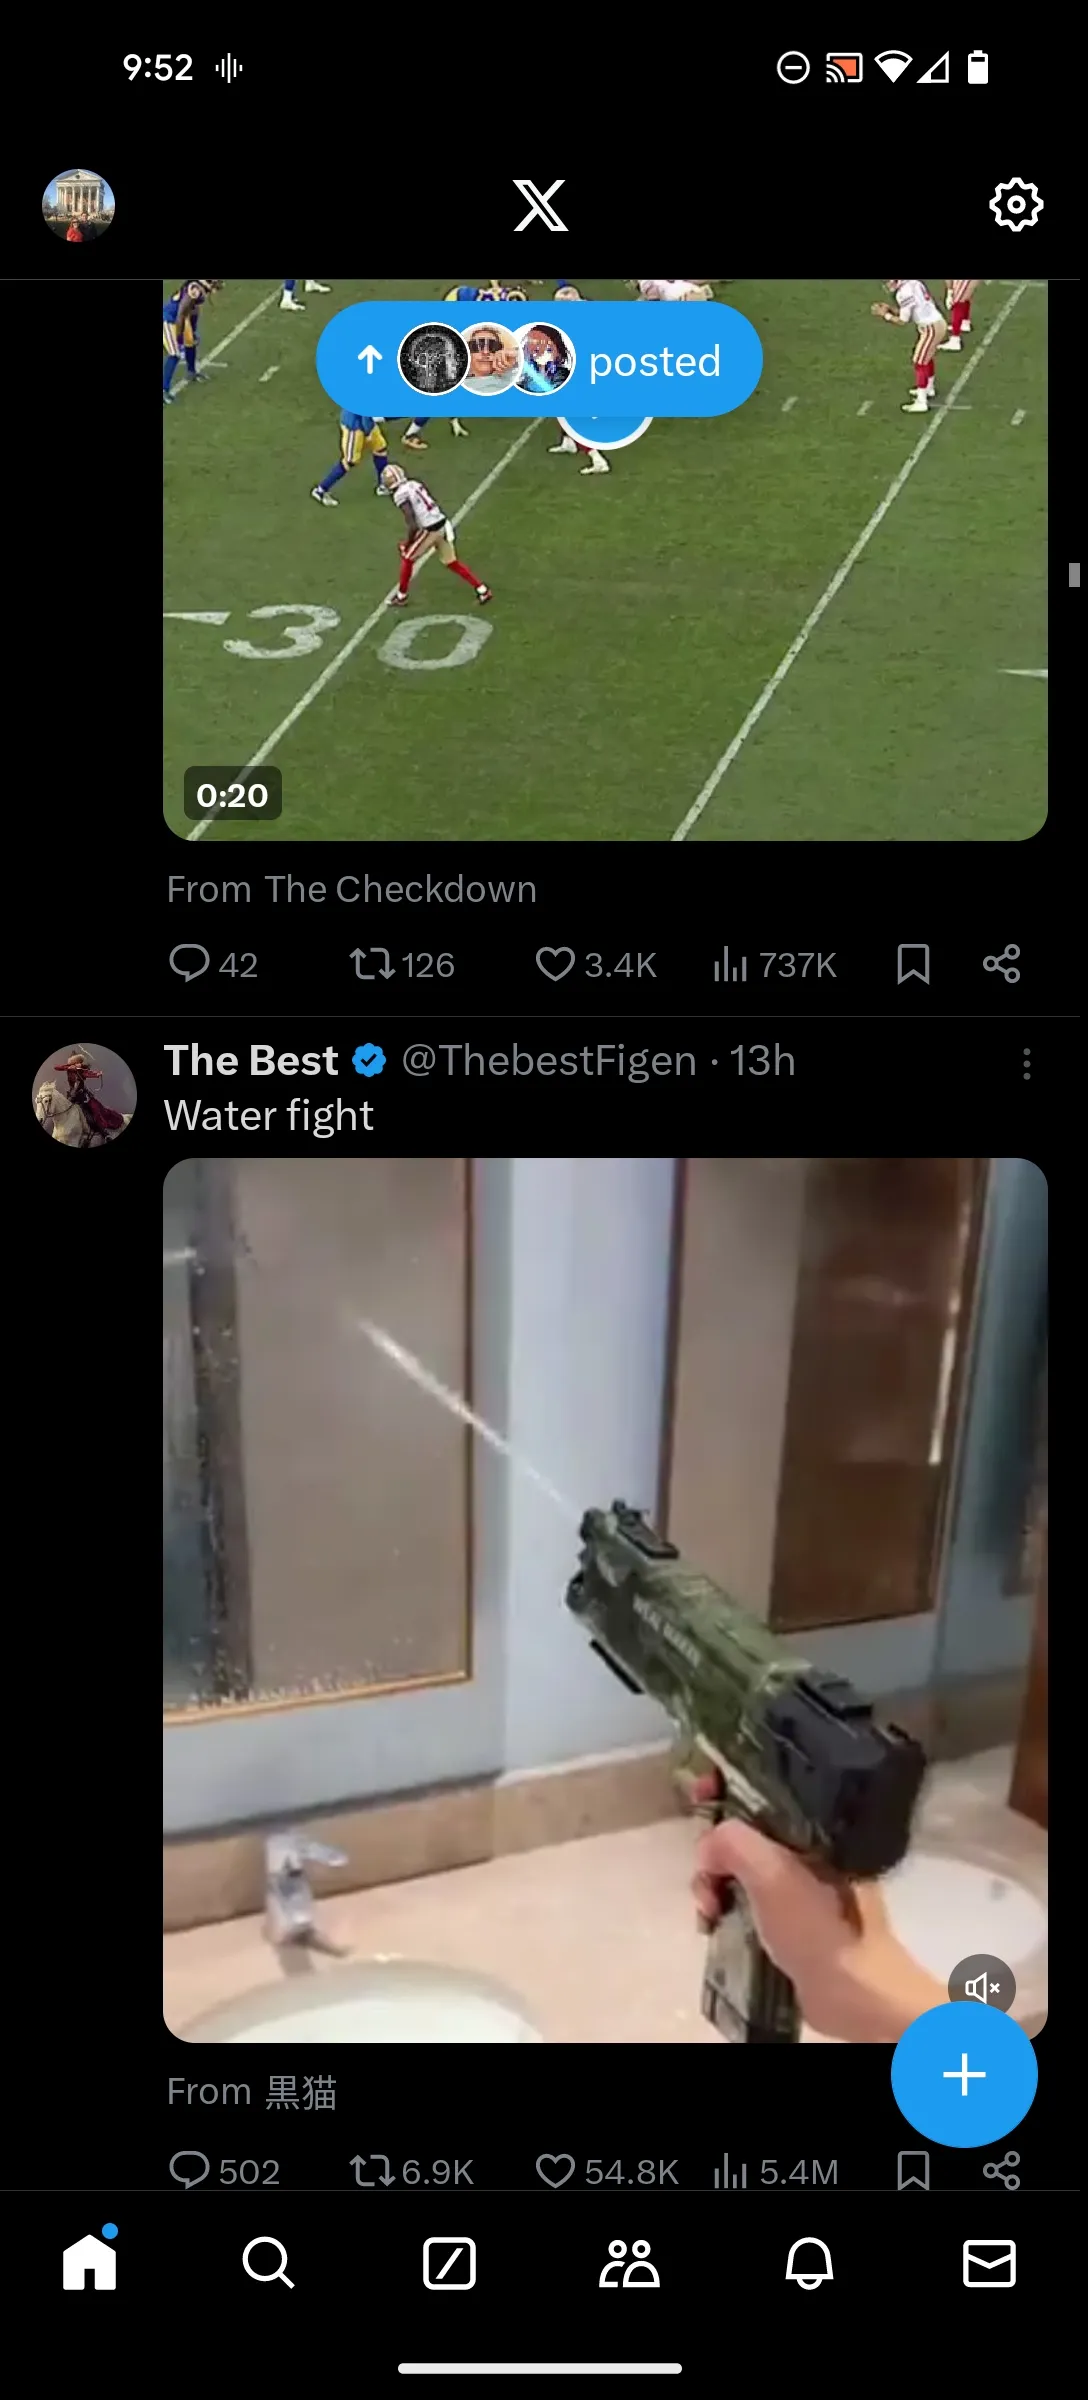 9:52
posted
30
0:20
From The Checkdown
42 126 3.4K 737K
The Best @ThebestFigen · 13h
Water fight
From 黒猫
502 6.9K 54.8K 5.4M